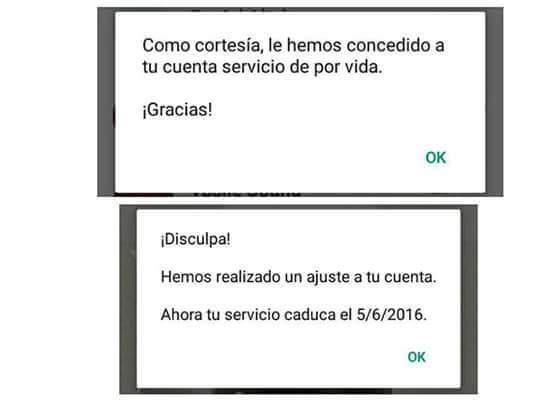 Como cortesía, le hemos concedido a
tu cuenta servicio de por vida.
¡Gracias!
OK
¡Disculpa!
Hemos realizado un ajuste a tu cuenta.
Ahora tu servicio caduca el 5/6/2016.
OK